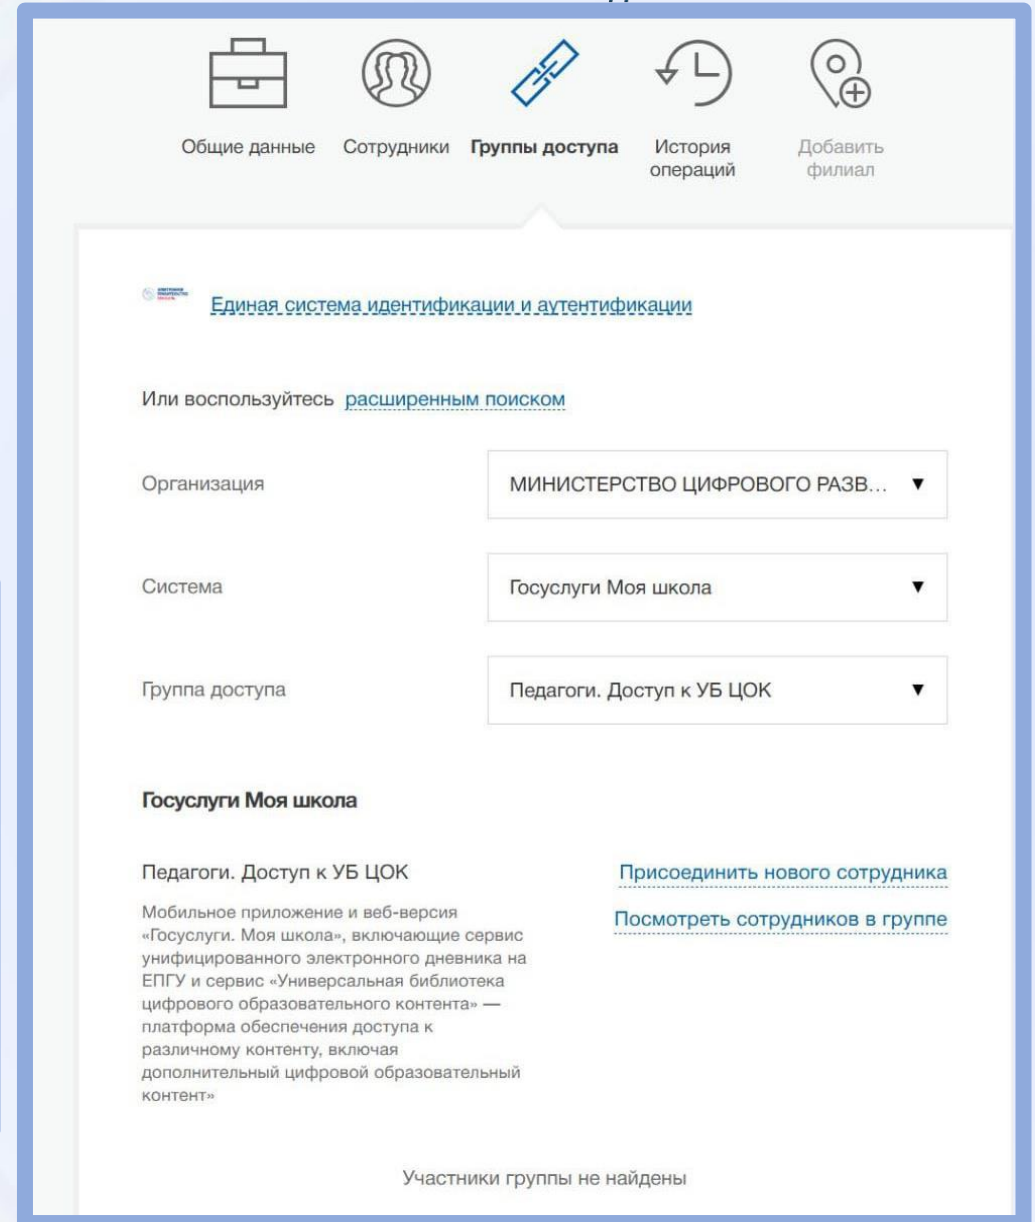 Общие данные
Сотрудники
Группы доступа
История
операций
Добавить
филиал
Единая система идентификации и аутентификации
Или воспользуйтесь расширенным поиском
Организация
МИНИСТЕРСТВО ЦИФРОВОГО РАЗВ... ▼
Система
Госуслуги Моя школа ▼
Группа доступа
Педагоги. Доступ к УБ ЦОК ▼
Госуслуги Моя школа
Педагоги. Доступ к УБ ЦОК
Мобильное приложение и веб-версия
«Госуслуги. Моя школа», включающие сервис
унифицированного электронного дневника на
ЕПГУ и сервис «Универсальная библиотека
цифрового образовательного контента» —
платформа обеспечения доступа к
различному контенту, включая
дополнительный цифровой образовательный
контент»
Присоединить нового сотрудника
Посмотреть сотрудников в группе
Участники группы не найдены